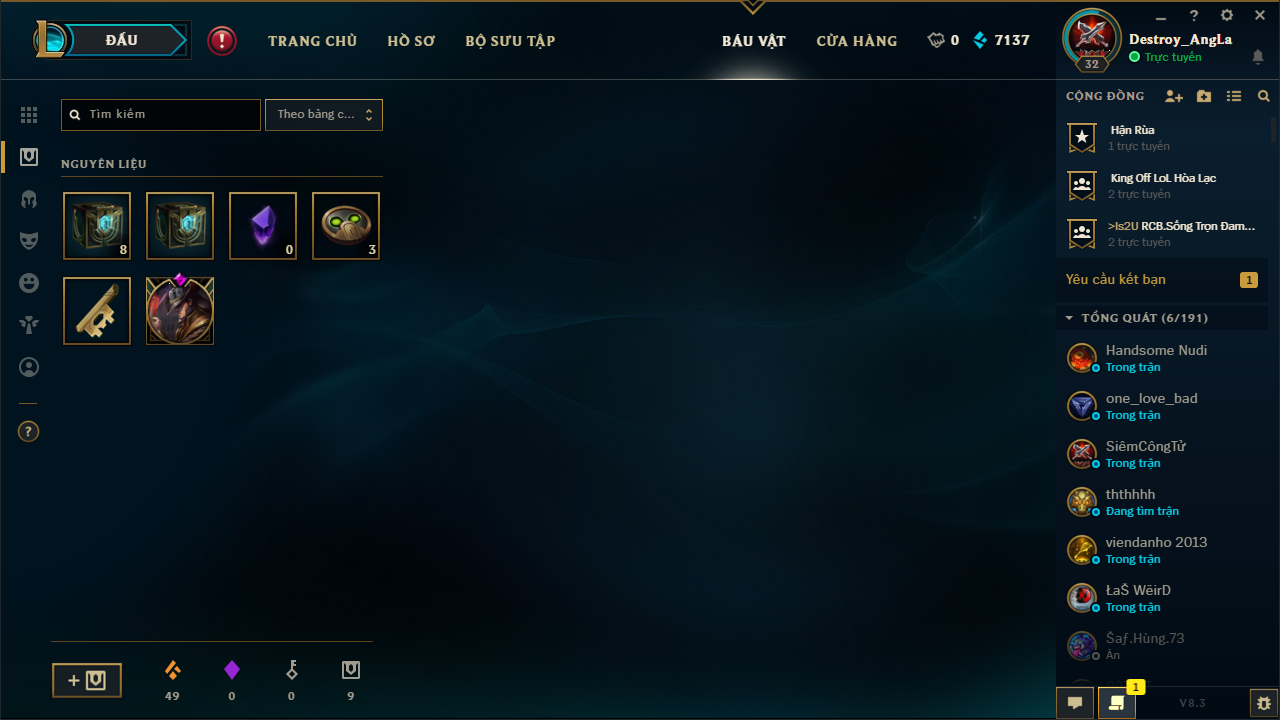 ĐẤU
TRANG CHỦ
HỒ SƠ
BỘ SƯU TẬP
BÁU VẬT
CỬA HÀNG
0
7137
32
Destroy_AngLa
Trực tuyến
Tìm kiếm
Theo bảng c...
NGUYÊN LIỆU
8
0
3
49
0
0
9
CỘNG ĐỒNG
Hận Rùa
1 trực tuyến
King Off LoL Hòa Lạc
2 trực tuyến
>Is2U RCB.Sống Trọn Đam...
2 trực tuyến
Yêu cầu kết bạn
1
TỔNG QUÁT (6/191)
Handsome Nudi
Trong trận
one_love_bad
Trong trận
SiêmCôngTử
Trong trận
thththhh
Đang tìm trận
viendanho 2013
Trong trận
ŁaŠ WëirD
Trong trận
Šaƒ.Hùng.73
Ẩn
1
V8.3